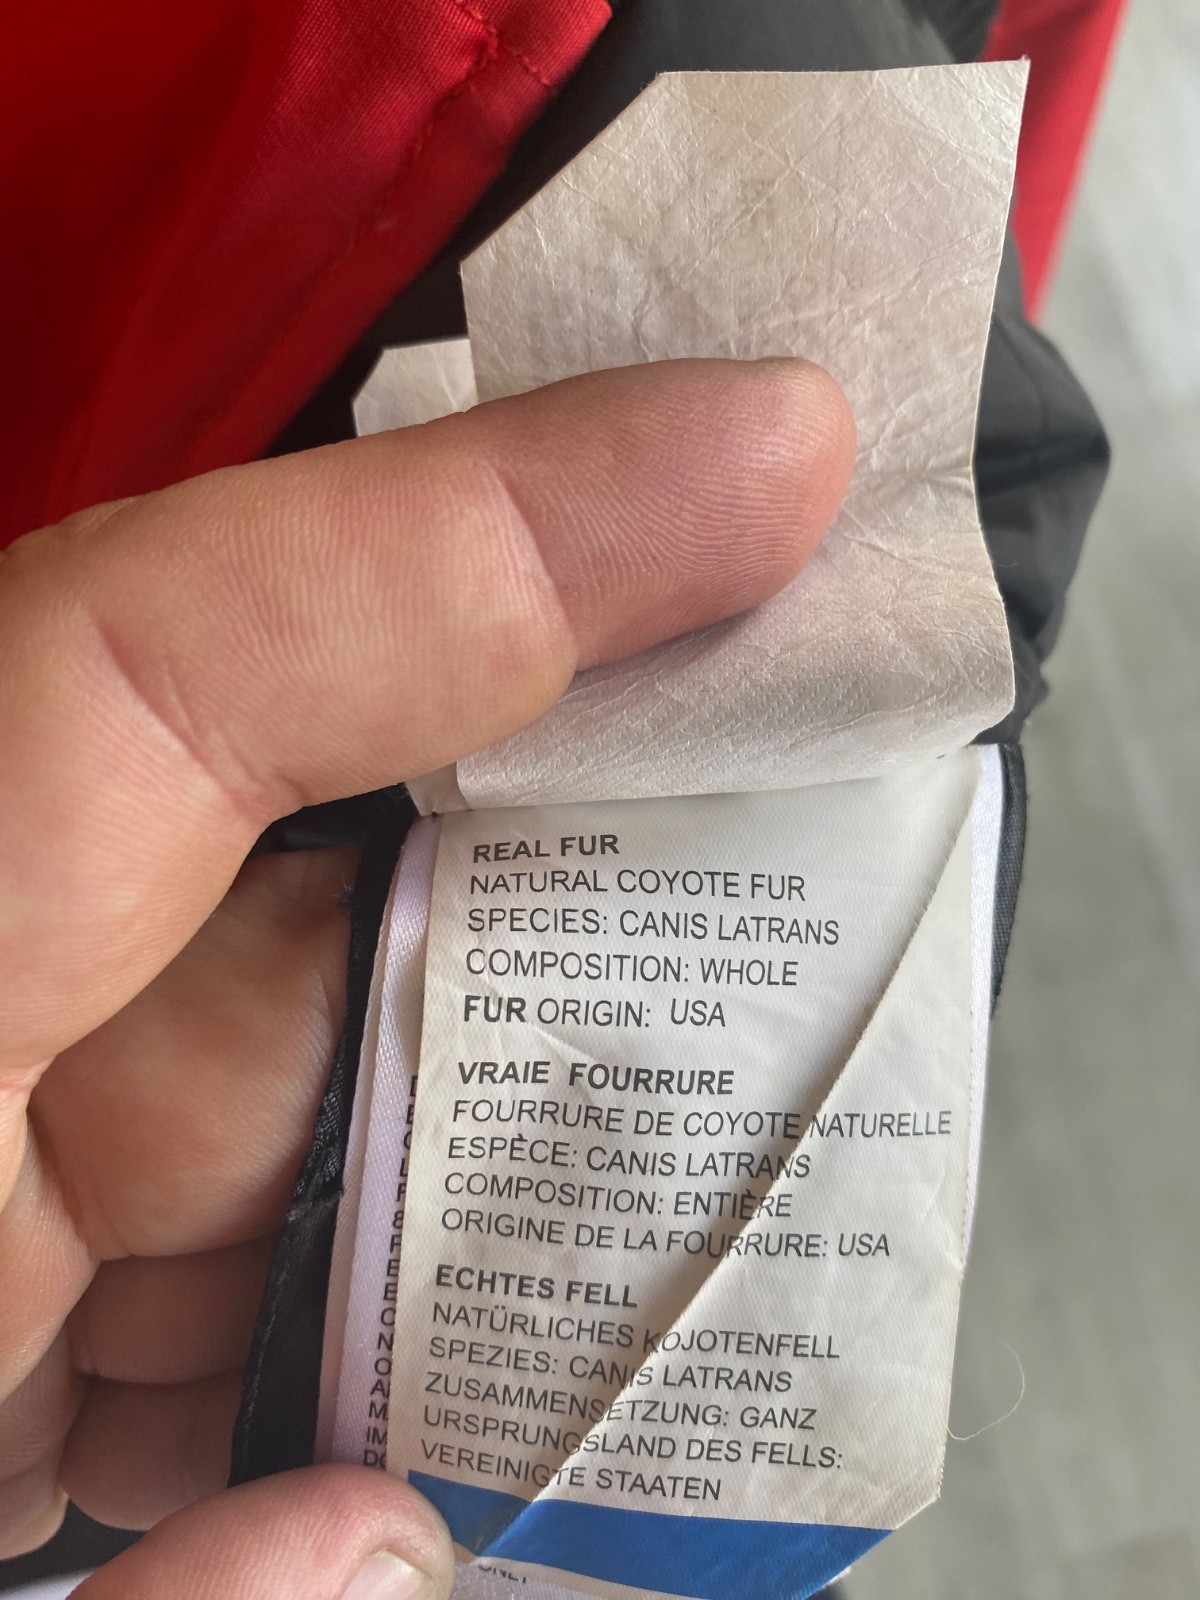 REAL FUR
NATURAL COYOTE FUR
SPECIES: CANIS LATRANS
COMPOSITION: WHOLE
FUR ORIGIN: USA
VRAIE FOURRURE
FOURRURE DE COYOTE NATURELLE
ESPÈCE: CANIS LATRANS
COMPOSITION: ENTIÈRE
ORIGINE DE LA FOURRURE: USA
ECHTES FELL
NATÜRLICHES KOJOTENFELL
SPEZIES: CANIS LATRANS
ZUSAMMENSETZUNG: GANZ
URSPRUNGSLAND DES FELLS:
VEREINIGTE STAATEN